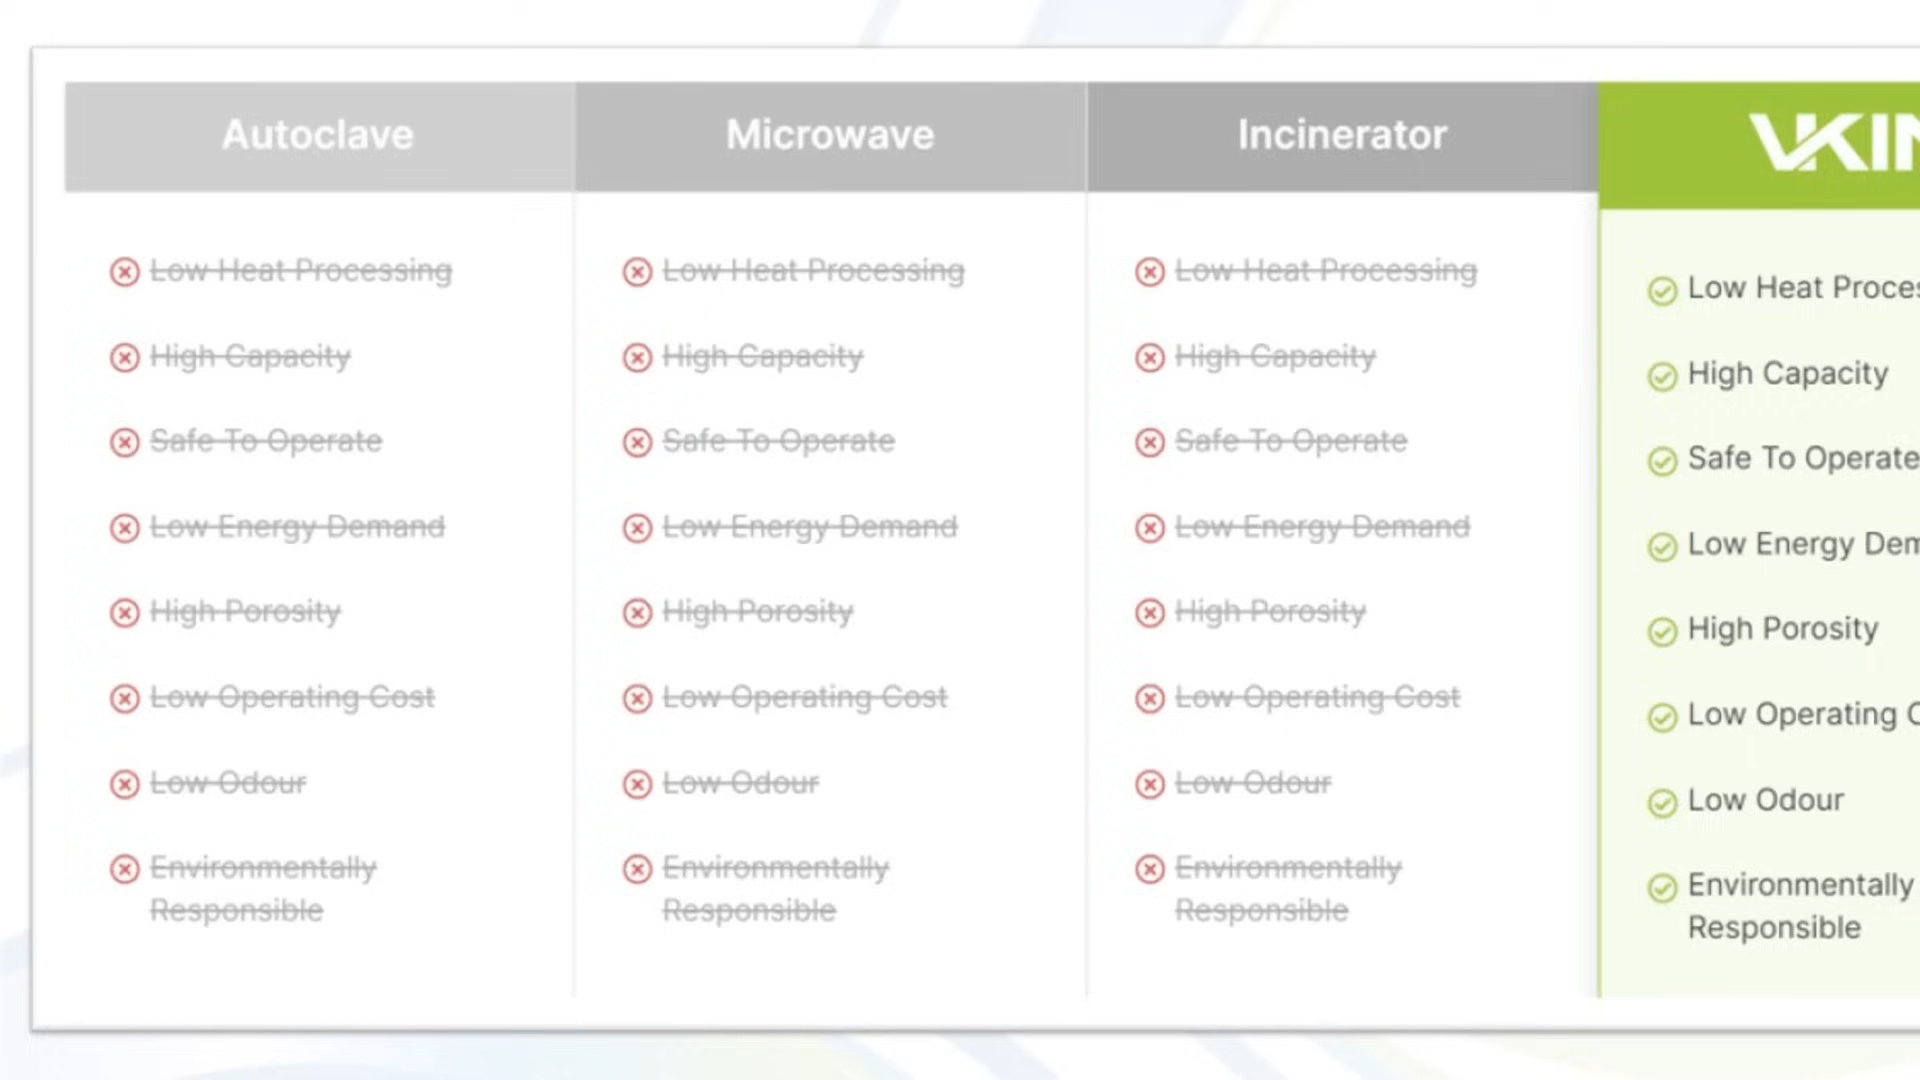 Autoclave
Low Heat Processing
High Capacity
Safe To Operate
Low Energy Demand
High Porosity
Low Operating Cost
Low Odour
Environmentally
Responsible
Microwave
Low Heat Processing
High Capacity
Safe To Operate
Low Energy Demand
High Porosity
Low Operating Cost
Low Odour
Environmentally
Responsible
Incinerator
Low Heat Processing
High Capacity
Safe To Operate
Low Energy Demand
High Porosity
Low Operating Cost
Low Odour
Environmentally
Responsible
Low Heat
High Capacity
Safe To Operate
Low Energy
High Porosity
Low Operating
Low Odour
Environmentally
Responsible